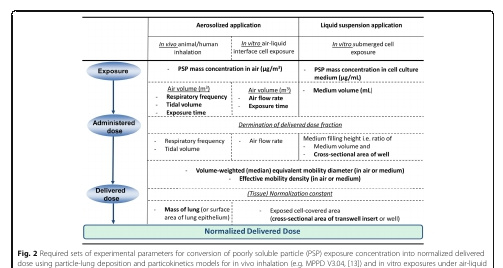 Aerosolized application
Liquid suspension application
In vivo animal/human inhalation
In vitro air-liquid interface cell exposure
In vitro submerged cell exposure
Exposure
- PSP mass concentration in air (µg/m³)
- PSP mass concentration in cell culture medium (µg/mL)
Air volume (m³)
- Respiratory frequency
- Tidal volume
- Exposure time
Air volume (m³)
- Air flow rate
- Exposure time
- Medium volume (mL)
Administered dose
Dermination of delivered dose fraction
- Respiratory frequency
- Tidal volume
- Air flow rate
Medium filling height i.e. ratio of
- Medium volume and
- Cross-sectional area of well
- Volume-weighted (median) equivalent mobility diameter (in air or medium)
- Effective mobility density (in air or medium)
Delivered dose
(Tissue) Normalization constant
- Mass of lung (or surface area of lung epithelium)
- Exposed cell-covered area (cross-sectional area of transwell insert or well)
Normalized Delivered Dose
Fig. 2 Required sets of experimental parameters for conversion of poorly soluble particle (PSP) exposure concentration into normalized delivered
dose using particle-lung deposition and particokinetics models for in vivo inhalation (e.g. MPPD V3.04, [13]) and in vitro exposures under air-liquid